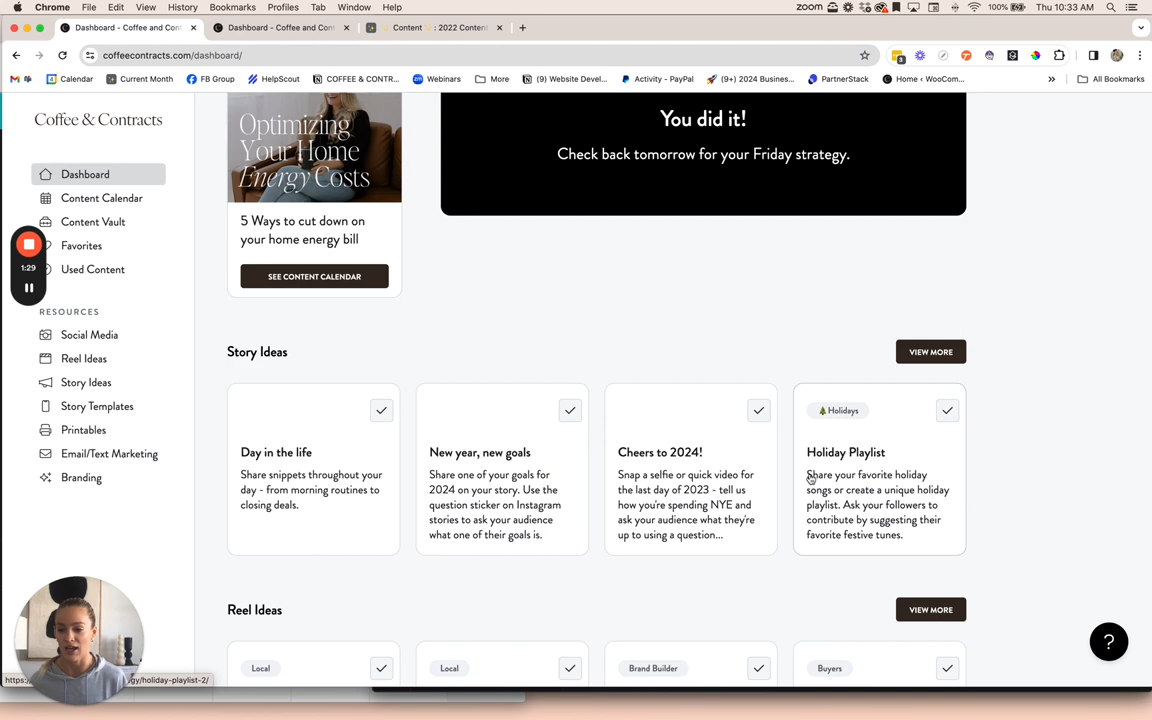 Chrome File Edit View History Bookmarks Profiles Tab Window Help
zoom 100% Thu 10:33 AM
Dashboard - Coffee and Con
Dashboard - Coffee and Cont
Content : 2022 Content
coffeecontracts.com/dashboard/
3
Calendar
Current Month
FB Group
HelpScout
COFFEE & CONTR...
Webinars
More
(9) Website Devel...
Activity - PayPal
(9+) 2024 Business...
PartnerStack
Home ‹ WooCom...
All Bookmarks
Coffee & Contracts
Dashboard
Content Calendar
Content Vault
Favorites
Used Content
1:29
RESOURCES
Social Media
Reel Ideas
Story Ideas
Story Templates
Printables
Email/Text Marketing
Branding
Optimizing
Your Home
Energy Costs
5 Ways to cut down on
your home energy bill
SEE CONTENT CALENDAR
You did it!
Check back tomorrow for your Friday strategy.
Story Ideas
VIEW MORE
Day in the life
Share snippets throughout your
day - from morning routines to
closing deals.
New year, new goals
Share one of your goals for
2024 on your story. Use the
question sticker on Instagram
stories to ask your audience
what one of their goals is.
Cheers to 2024!
Snap a selfie or quick video for
the last day of 2023 - tell us
how you're spending NYE and
ask your audience what they're
up to using a question...
🎄Holidays
Holiday Playlist
Share your favorite holiday
songs or create a unique holiday
playlist. Ask your followers to
contribute by suggesting their
favorite festive tunes.
Reel Ideas
VIEW MORE
Local
Local
Brand Builder
Buyers
?
gy/holiday-playlist-2/